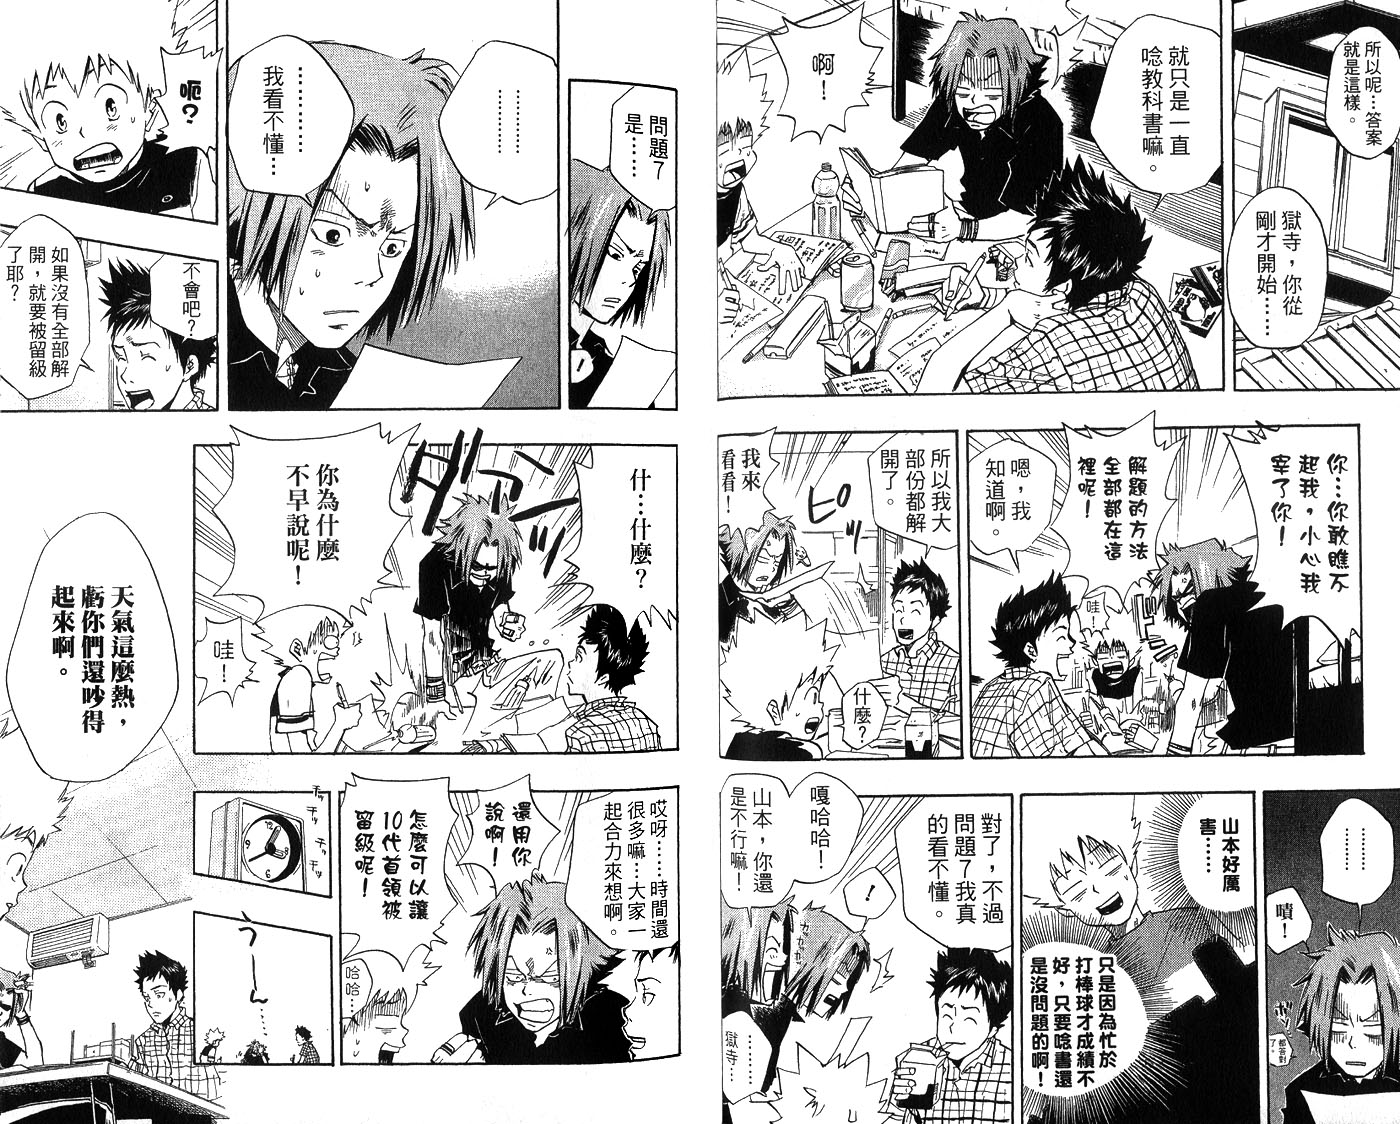 所以呢…答案
就是這樣。
獄寺，你從
剛才開始……
就只是一直
唸教科書嘛。
啊！
你…你敢瞧不
起我，小心我
宰了你！
解題的方法
全部都在這
裡呢！
哇！
嗯，我
知道啊。
所以我大
部份都解
開了。
我來
看看！
什麼？
………
嘖！
都答對
了。
山本好厲
害……
只是因為忙於
打棒球才成績不
好，只要唸書還
是沒問題的啊！
對了，不過
問題7我真
的看不懂。
！
嘎哈哈！
山本，你還
是不行嘛！
獄寺……
問題7
是……
………
………
我看不懂…
呃？
不會吧？
如果沒有全部解
開，就要被留級
了耶？
什…什麼？
你為什麼
不早說呢！
哇！
哎呀……時間還
很多嘛…大家一
起合力來想啊。
還用你
說啊！
怎麼可以讓
10代首領被
留級呢！
哈哈…
うーん……
天氣這麼熱，
虧你們還吵得
起來啊。